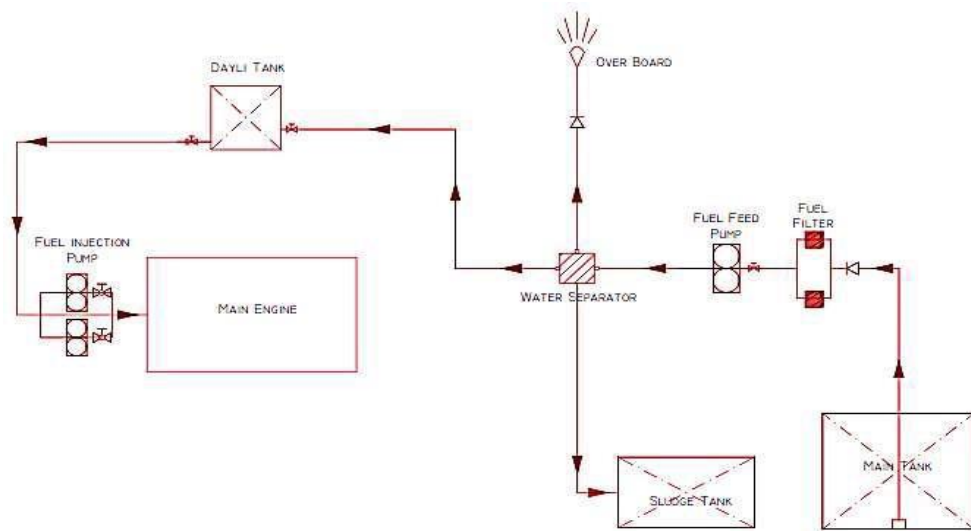 OVER BOARD
DAYLI TANK
FUEL
FILTER
FUEL FEED
PUMP
FUEL INJECTION
PUMP
WATER SEPARATOR
MAIN ENGINE
MAIN TANK
SLUDGE TANK